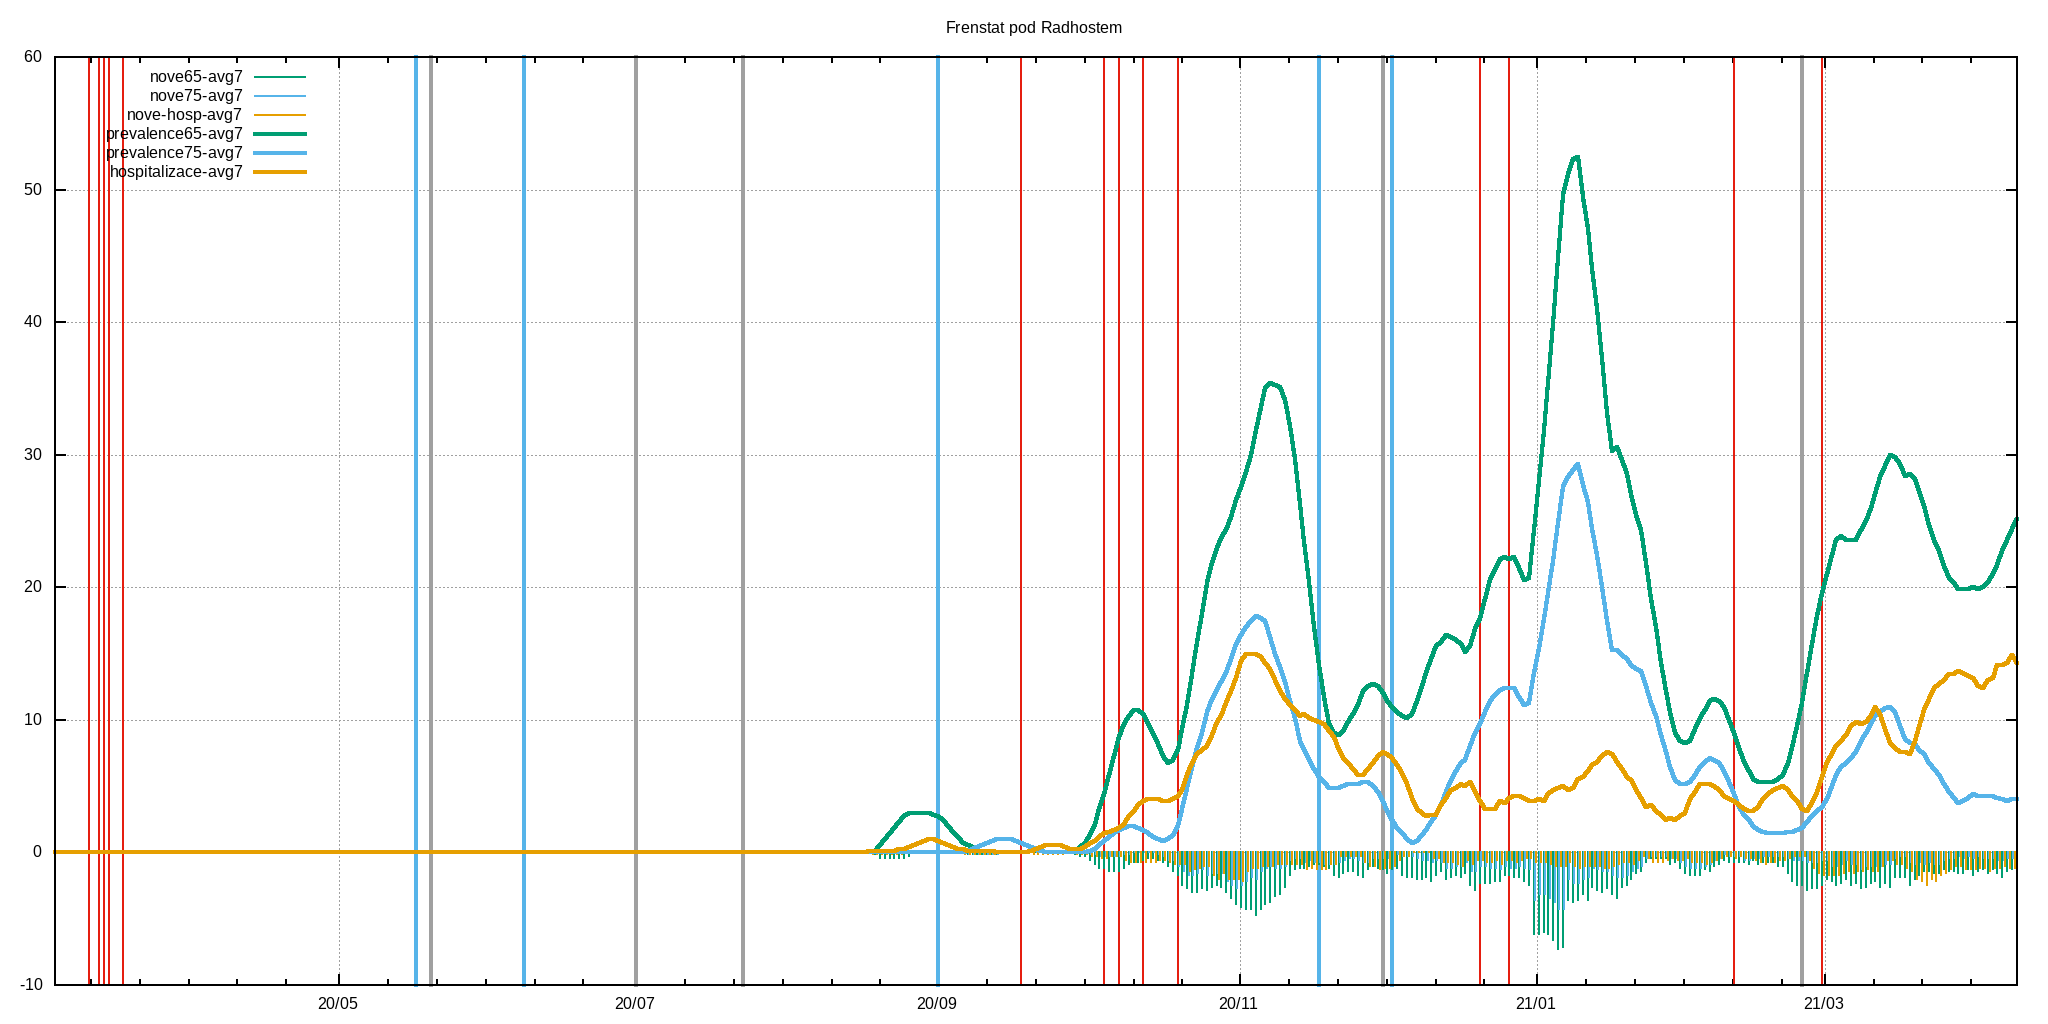 Frenstat pod Radhostem
60
50
40
30
20
10
0
-10
nove65-avg7
nove75-avg7
nove-hosp-avg7
prevalence65-avg7
prevalence75-avg7
hospitalizace-avg7
20/05
20/07
20/09
20/11
21/01
21/03